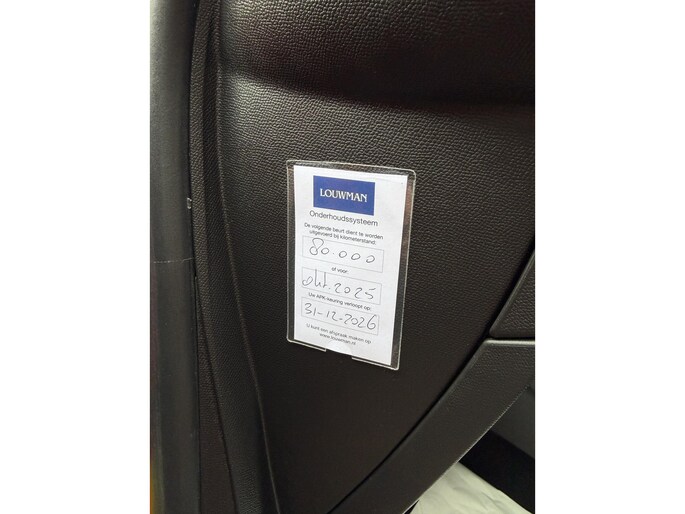 LOUWMAN
Onderhoudssysteem
De volgende beurt dient te worden
uitgevoerd bij kilometerstand:
80.000
of voor:
okt. 2025
Uw APK-keuring verloopt op:
31-12-2026
U kunt een afspraak maken op
www.louwman.nl